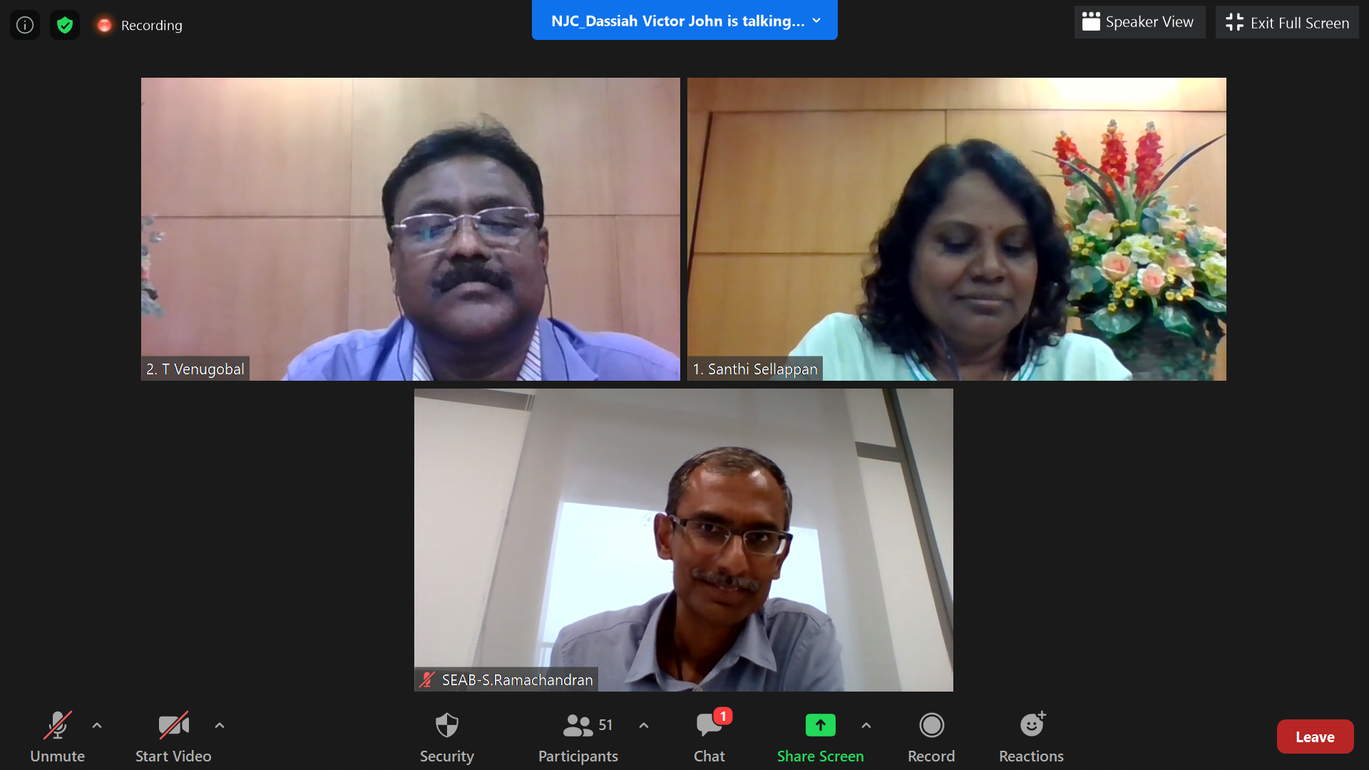 Recording
NJC_Dassiah Victor John is talking...
Speaker View
Exit Full Screen
2. T Venugobal
1. Santhi Sellappan
SEAB-S.Ramachandran
Unmute
Start Video
Security
51
Participants
1
Chat
Share Screen
Record
Reactions
Leave